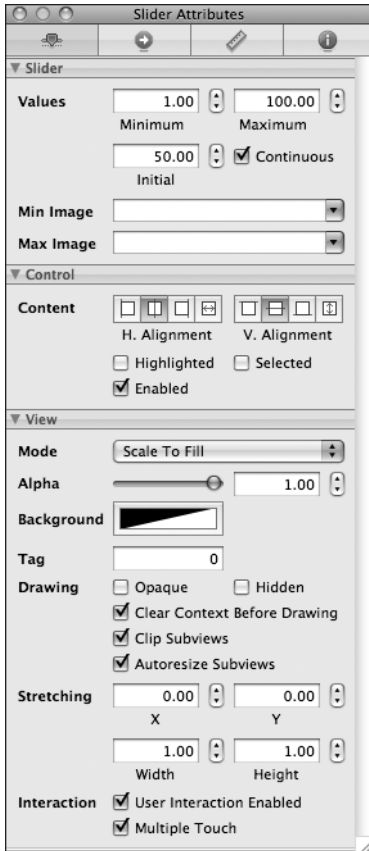 Slider Attributes
Slider
Values 1.00 100.00
Minimum Maximum
50.00 Continuous
Initial
Min Image
Max Image
Control
Content
H. Alignment V. Alignment
Highlighted Selected
Enabled
View
Mode Scale To Fill
Alpha 1.00
Background
Tag 0
Drawing Opaque Hidden
Clear Context Before Drawing
Clip Subviews
Autoresize Subviews
Stretching 0.00 0.00
X Y
1.00 1.00
Width Height
Interaction User Interaction Enabled
Multiple Touch